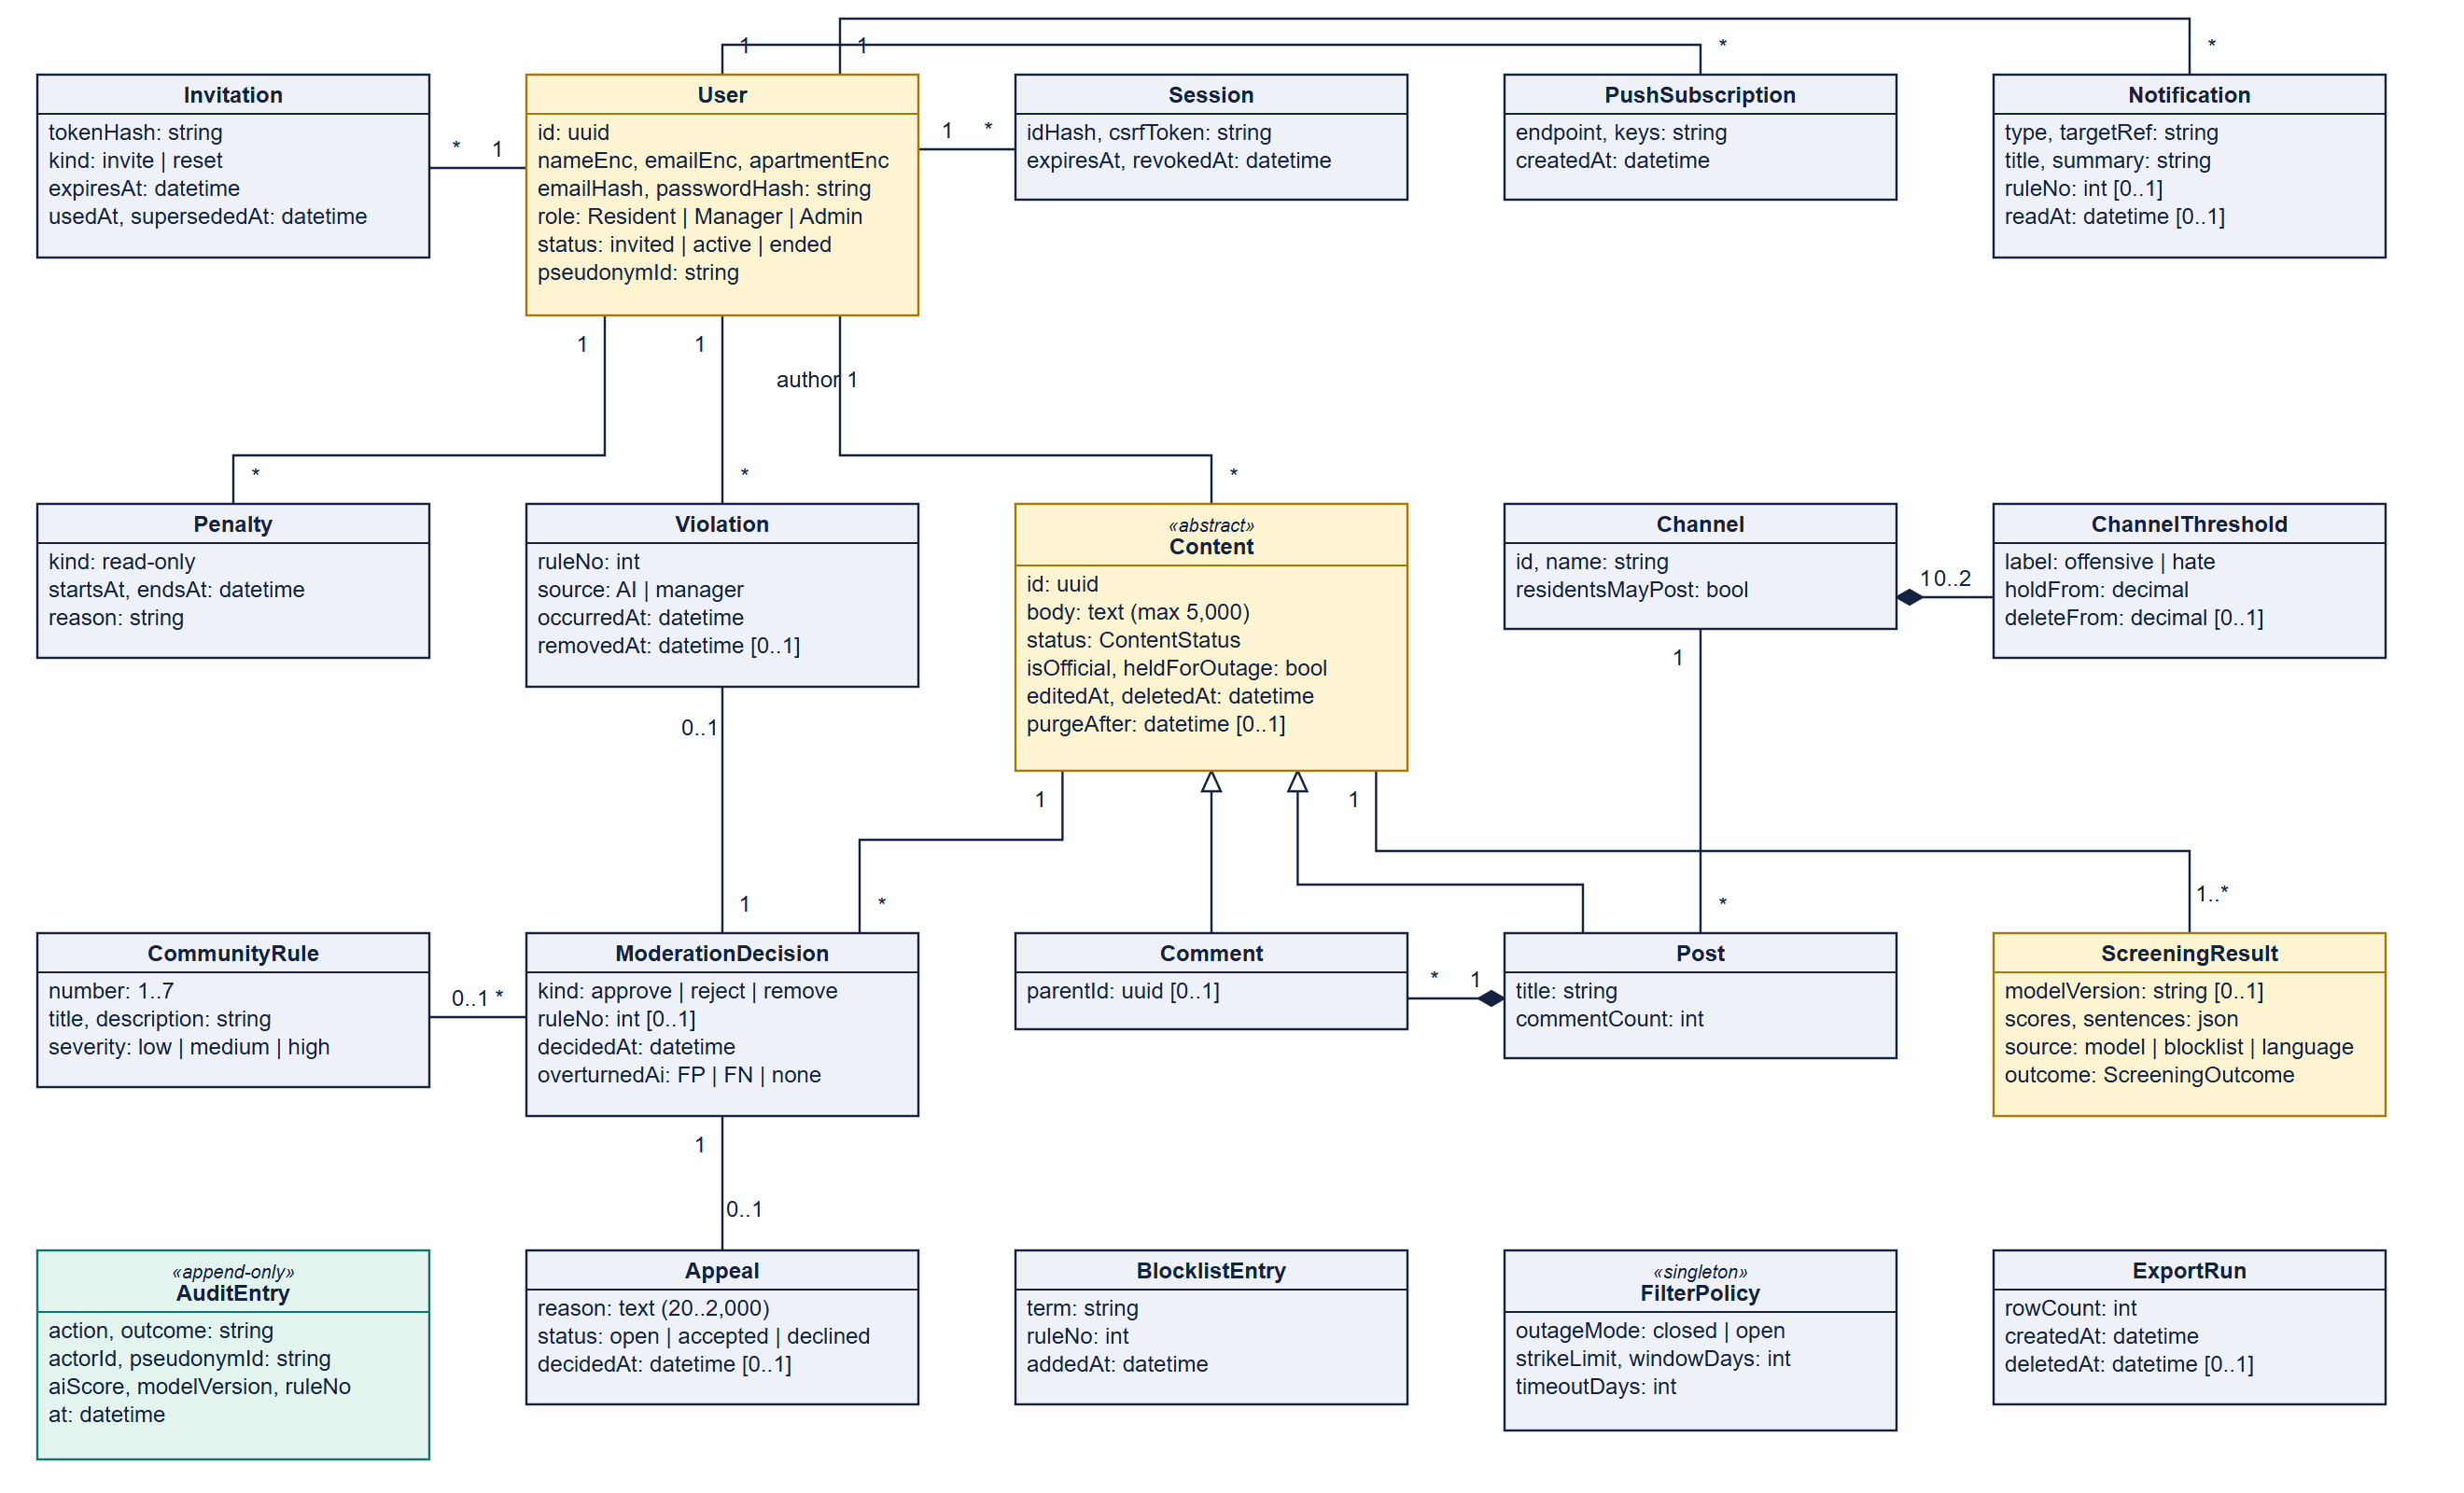 1
1
*
*
Invitation
tokenHash: string
kind: invite | reset
expiresAt: datetime
usedAt, supersededAt: datetime
*
1
User
id: uuid
nameEnc, emailEnc, apartmentEnc
emailHash, passwordHash: string
role: Resident | Manager | Admin
status: invited | active | ended
pseudonymId: string
1
*
Session
idHash, csrfToken: string
expiresAt, revokedAt: datetime
PushSubscription
endpoint, keys: string
createdAt: datetime
Notification
type, targetRef: string
title, summary: string
ruleNo: int [0..1]
readAt: datetime [0..1]
1
1
author 1
*
*
*
Penalty
kind: read-only
startsAt, endsAt: datetime
reason: string
Violation
ruleNo: int
source: AI | manager
occurredAt: datetime
removedAt: datetime [0..1]
«abstract»
Content
id: uuid
body: text (max 5,000)
status: ContentStatus
isOfficial, heldForOutage: bool
editedAt, deletedAt: datetime
purgeAfter: datetime [0..1]
Channel
id, name: string
residentsMayPost: bool
1
0..2
ChannelThreshold
label: offensive | hate
holdFrom: decimal
deleteFrom: decimal [0..1]
1
0..1
1
1
1
*
*
1..*
CommunityRule
number: 1..7
title, description: string
severity: low | medium | high
0..1
*
ModerationDecision
kind: approve | reject | remove
ruleNo: int [0..1]
decidedAt: datetime
overturnedAi: FP | FN | none
Comment
parentId: uuid [0..1]
*
1
Post
title: string
commentCount: int
ScreeningResult
modelVersion: string [0..1]
scores, sentences: json
source: model | blocklist | language
outcome: ScreeningOutcome
1
0..1
«append-only»
AuditEntry
action, outcome: string
actorId, pseudonymId: string
aiScore, modelVersion, ruleNo
at: datetime
Appeal
reason: text (20..2,000)
status: open | accepted | declined
decidedAt: datetime [0..1]
BlocklistEntry
term: string
ruleNo: int
addedAt: datetime
«singleton»
FilterPolicy
outageMode: closed | open
strikeLimit, windowDays: int
timeoutDays: int
ExportRun
rowCount: int
createdAt: datetime
deletedAt: datetime [0..1]